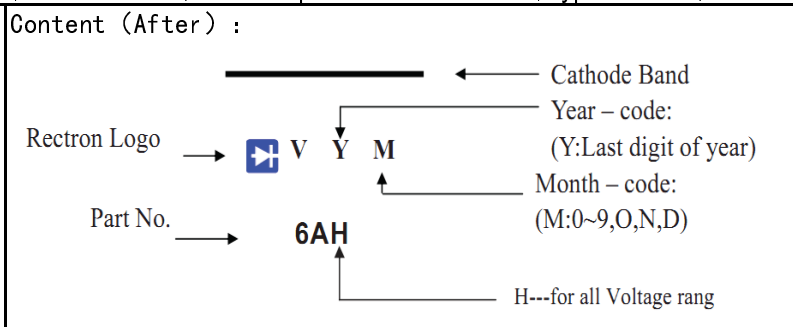 Content (After) :
Cathode Band
Year – code:
(Y:Last digit of year)
Rectron Logo
V Y M
Month – code:
(M:0~9,O,N,D)
Part No.
6AH
H---for all Voltage rang